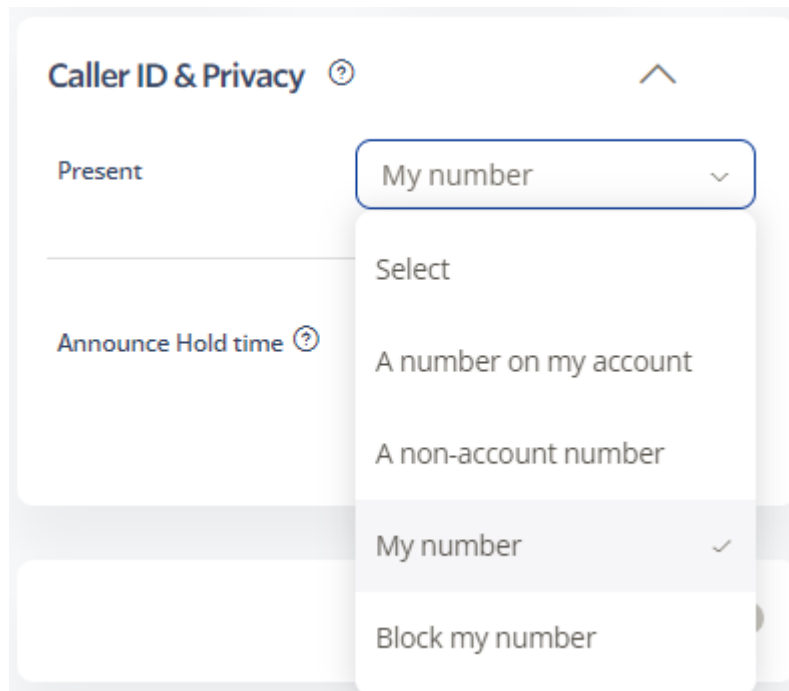 Caller ID & Privacy
Present
My number
Select
Announce Hold time
A number on my account
A non-account number
My number
Block my number